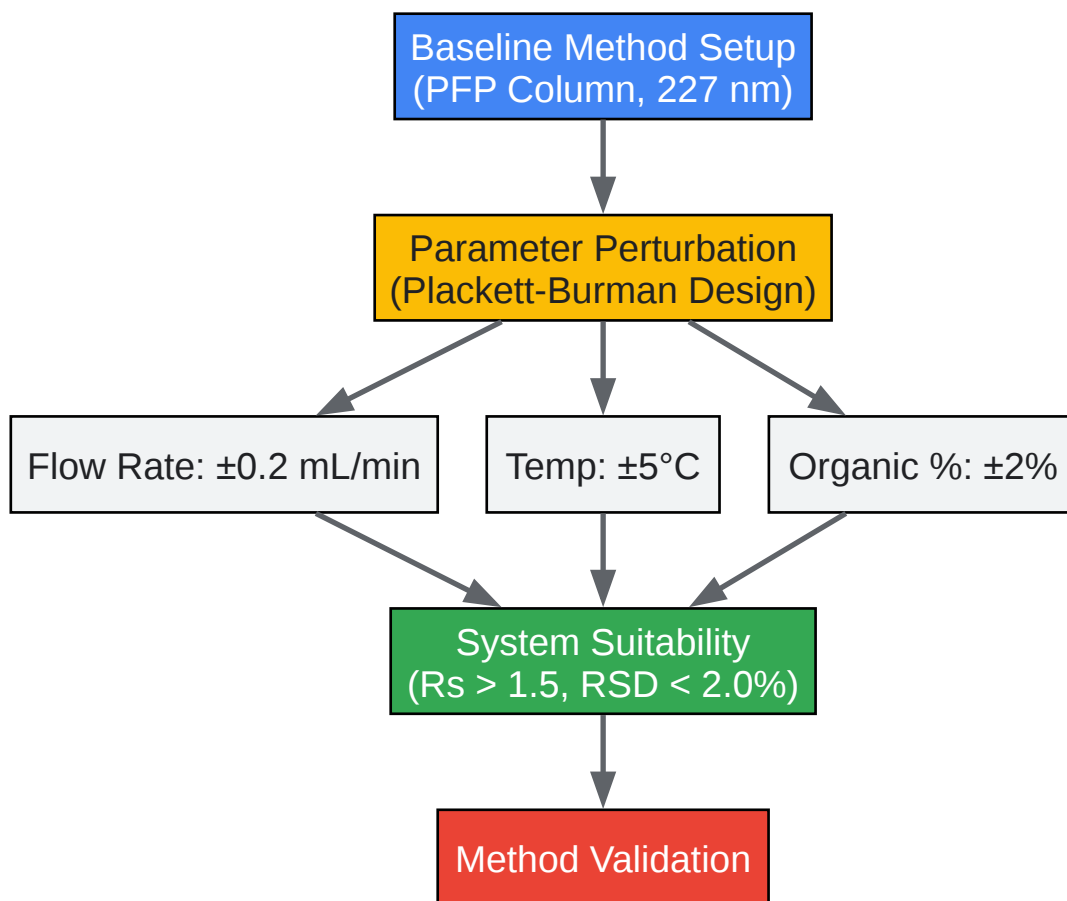 Baseline Method Setup
(PFP Column, 227 nm)
Parameter Perturbation
(Plackett-Burman Design)
Flow Rate: ±0.2 mL/min
Temp: ±5°C
Organic %: ±2%
System Suitability
(Rs > 1.5, RSD < 2.0%)
Method Validation